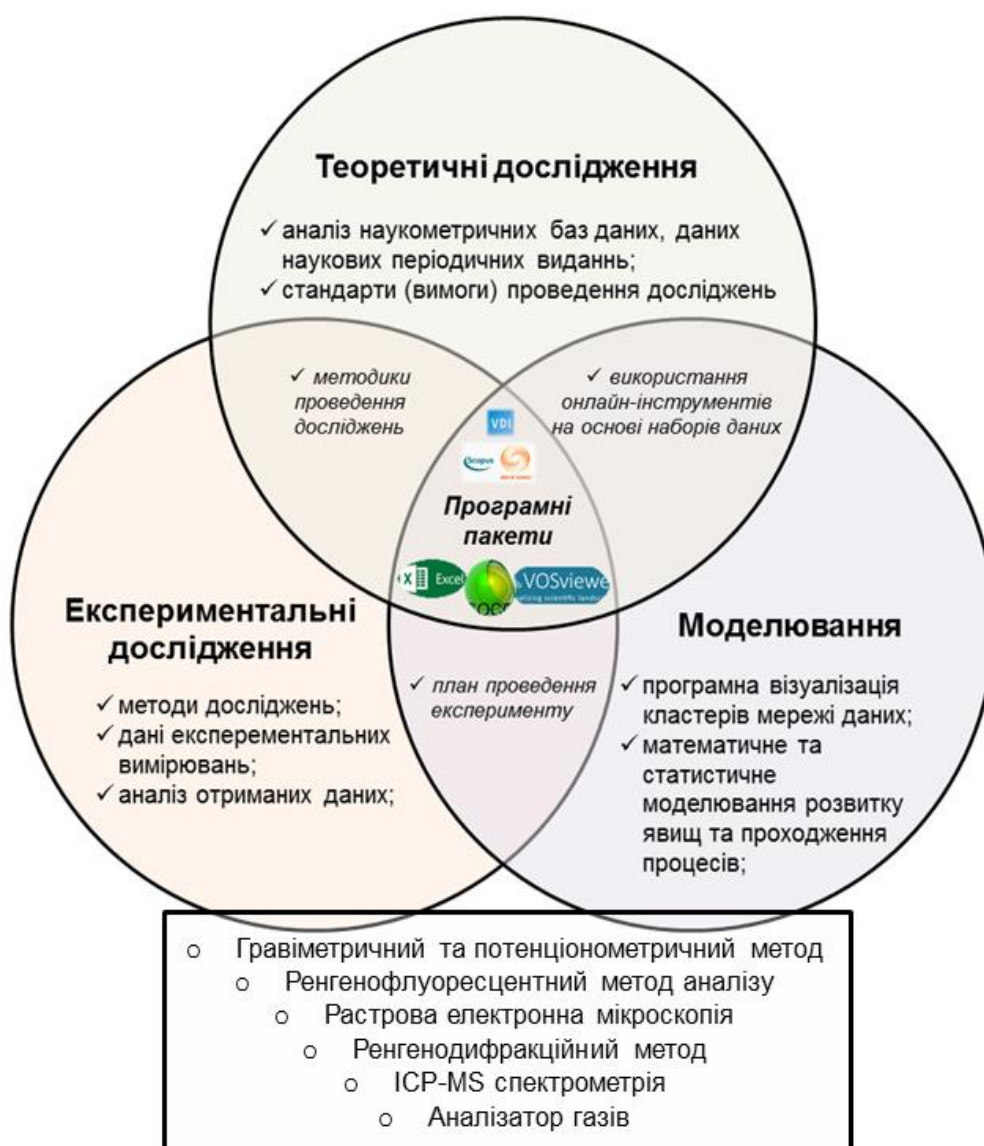 Теоретичні дослідження
✓ аналіз наукометричних баз даних, даних
наукових періодичних виданнь;
✓ стандарти (вимоги) проведення досліджень
✓ методики
проведення
досліджень
✓ використання
онлайн-інструментів
на основі наборів даних
VDI
Scopus
Програмні
пакети
X Excel
VOSviewe
Експериментальні
дослідження
✓ методи досліджень;
✓ дані експерементальних
вимірювань;
✓ аналіз отриманих даних;
✓ план проведення
експерименту
Моделювання
✓ програмна візуалізація
кластерів мережі даних;
✓ математичне та
статистичне
моделювання розвитку
явищ та проходження
процесів;
o Гравіметричний та потенціонометричний метод
o Ренгенофлуоресцентний метод аналізу
o Растрова електронна мікроскопія
o Ренгенодифракційний метод
o ICP-MS спектрометрія
o Аналізатор газів